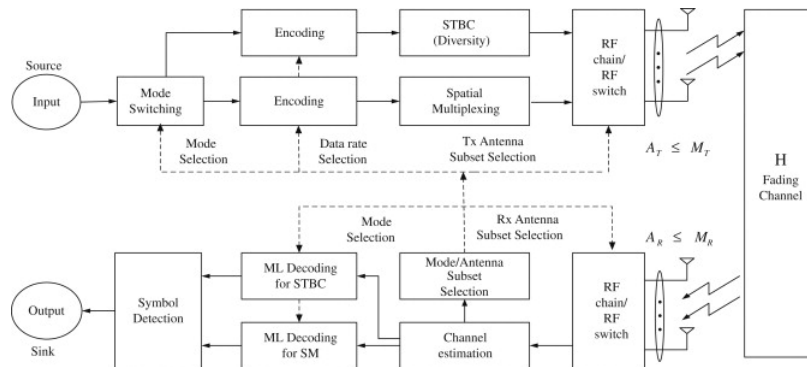 Source
Input
Mode
Switching
Encoding
STBC
(Diversity)
Encoding
Spatial
Multiplexing
RF
chain/
RF
switch
Mode
Selection
Data rate
Selection
Tx Antenna
Subset Selection
A_T ≤ M_T
H
Fading
Channel
Mode
Selection
Rx Antenna
Subset Selection
A_R ≤ M_R
Output
Sink
Symbol
Detection
ML Decoding
for STBC
ML Decoding
for SM
Mode/Antenna
Subset
Selection
Channel
estimation
RF
chain/
RF
switch